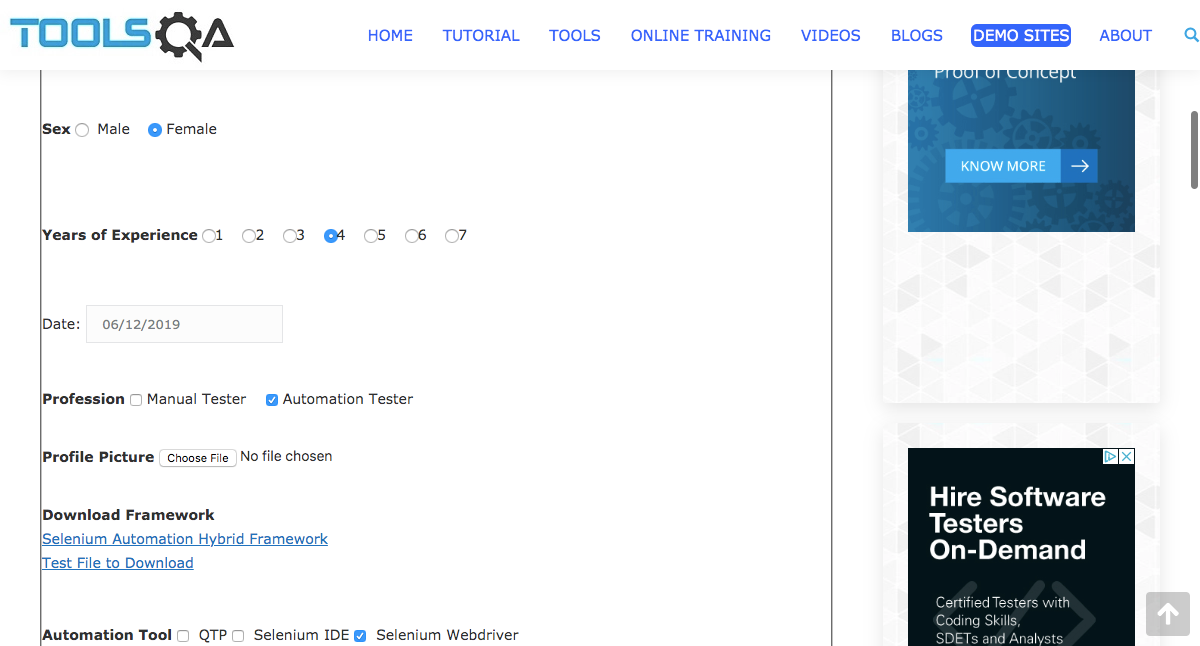 TOOLSQA
HOME TUTORIAL TOOLS ONLINE TRAINING VIDEOS BLOGS DEMO SITES ABOUT
Proof of Concept
KNOW MORE
Sex Male Female
Years of Experience 1 2 3 4 5 6 7
Date: 06/12/2019
Profession Manual Tester Automation Tester
Profile Picture Choose File No file chosen
Download Framework
Selenium Automation Hybrid Framework
Test File to Download
Automation Tool QTP Selenium IDE Selenium Webdriver
Hire Software
Testers
On-Demand
Certified Testers with
Coding Skills,
SDETs and Analysts